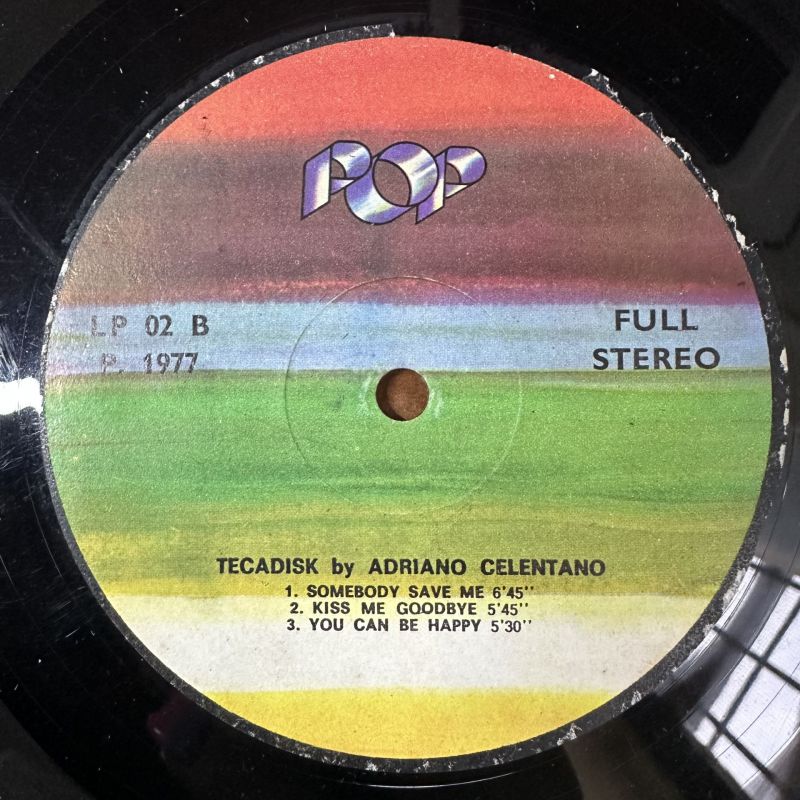 POP
LP 02 B
P. 1977
FULL
STEREO
TECADISK by ADRIANO CELENTANO
1. SOMEBODY SAVE ME 6'45''
2. KISS ME GOODBYE 5'45''
3. YOU CAN BE HAPPY 5'30''